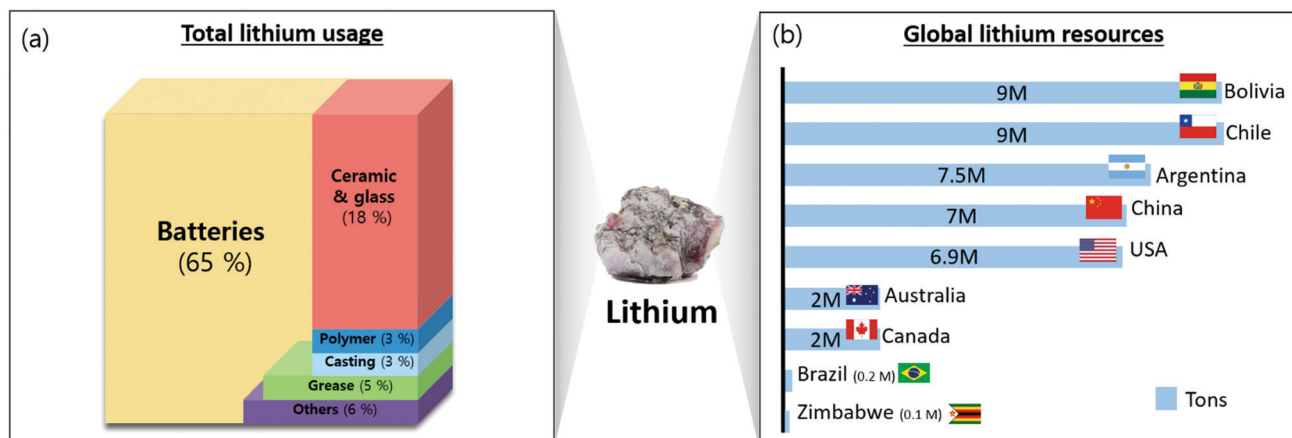 (a)
Total lithium usage
Batteries
(65 %)
Ceramic
& glass
(18 %)
Polymer (3 %)
Casting (3 %)
Grease (5 %)
Others (6 %)
Lithium
(b)
Global lithium resources
9M Bolivia
9M Chile
7.5M Argentina
7M China
6.9M USA
2M Australia
2M Canada
Brazil (0.2 M)
Zimbabwe (0.1 M)
Tons